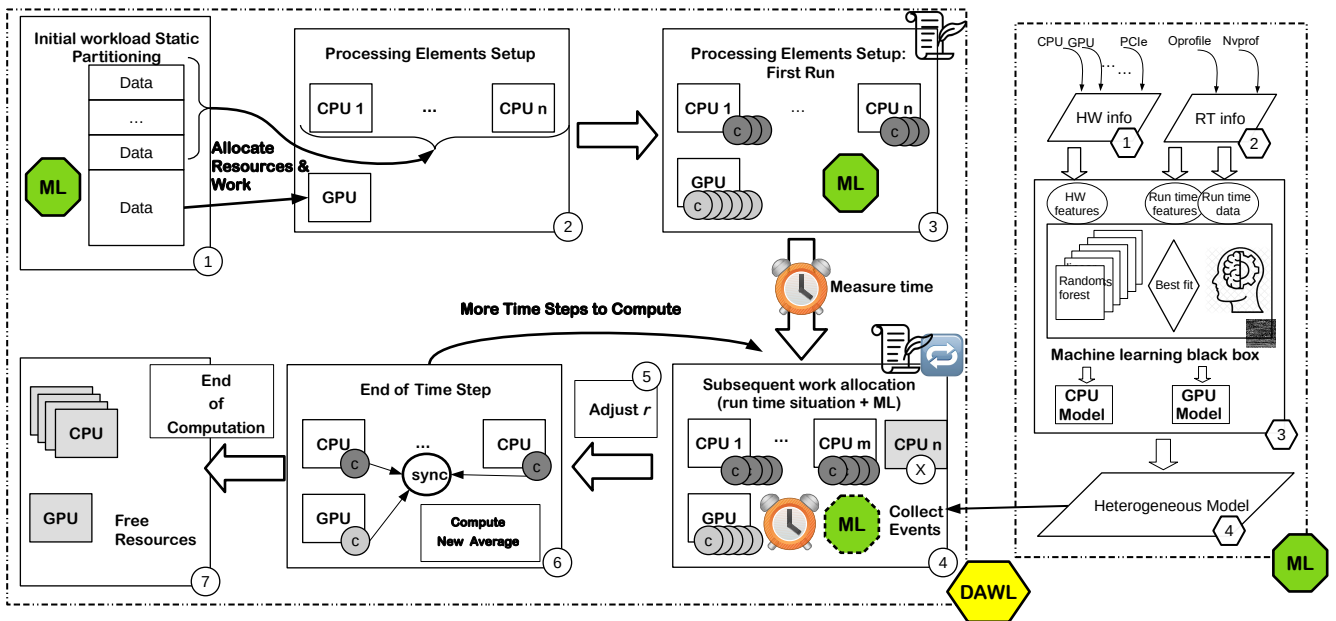 Initial workload Static
Partitioning
Data
...
Data
Data
ML
1
Allocate
Resources &
Work
Processing Elements Setup
CPU 1
...
CPU n
GPU
2
Processing Elements Setup:
First Run
CPU 1
...
CPU n
c
c
GPU
c
ML
3
Measure time
More Time Steps to Compute
Subsequent work allocation
(run time situation + ML)
CPU 1
...
CPU m
CPU n
c
c
X
GPU
c
ML
Collect
Events
4
5
Adjust r
End of Time Step
CPU
...
CPU
c
c
sync
GPU
c
Compute
New Average
6
End
of
Computation
CPU
GPU
Free
Resources
7
DAWL
CPU
GPU
...
...
PCIe
Oprofile
Nvprof
HW info
1
RT info
2
HW
features
Run time
features
Run time
data
Randoms
forest
Best fit
Machine learning black box
CPU
Model
GPU
Model
3
Heterogeneous Model
4
ML